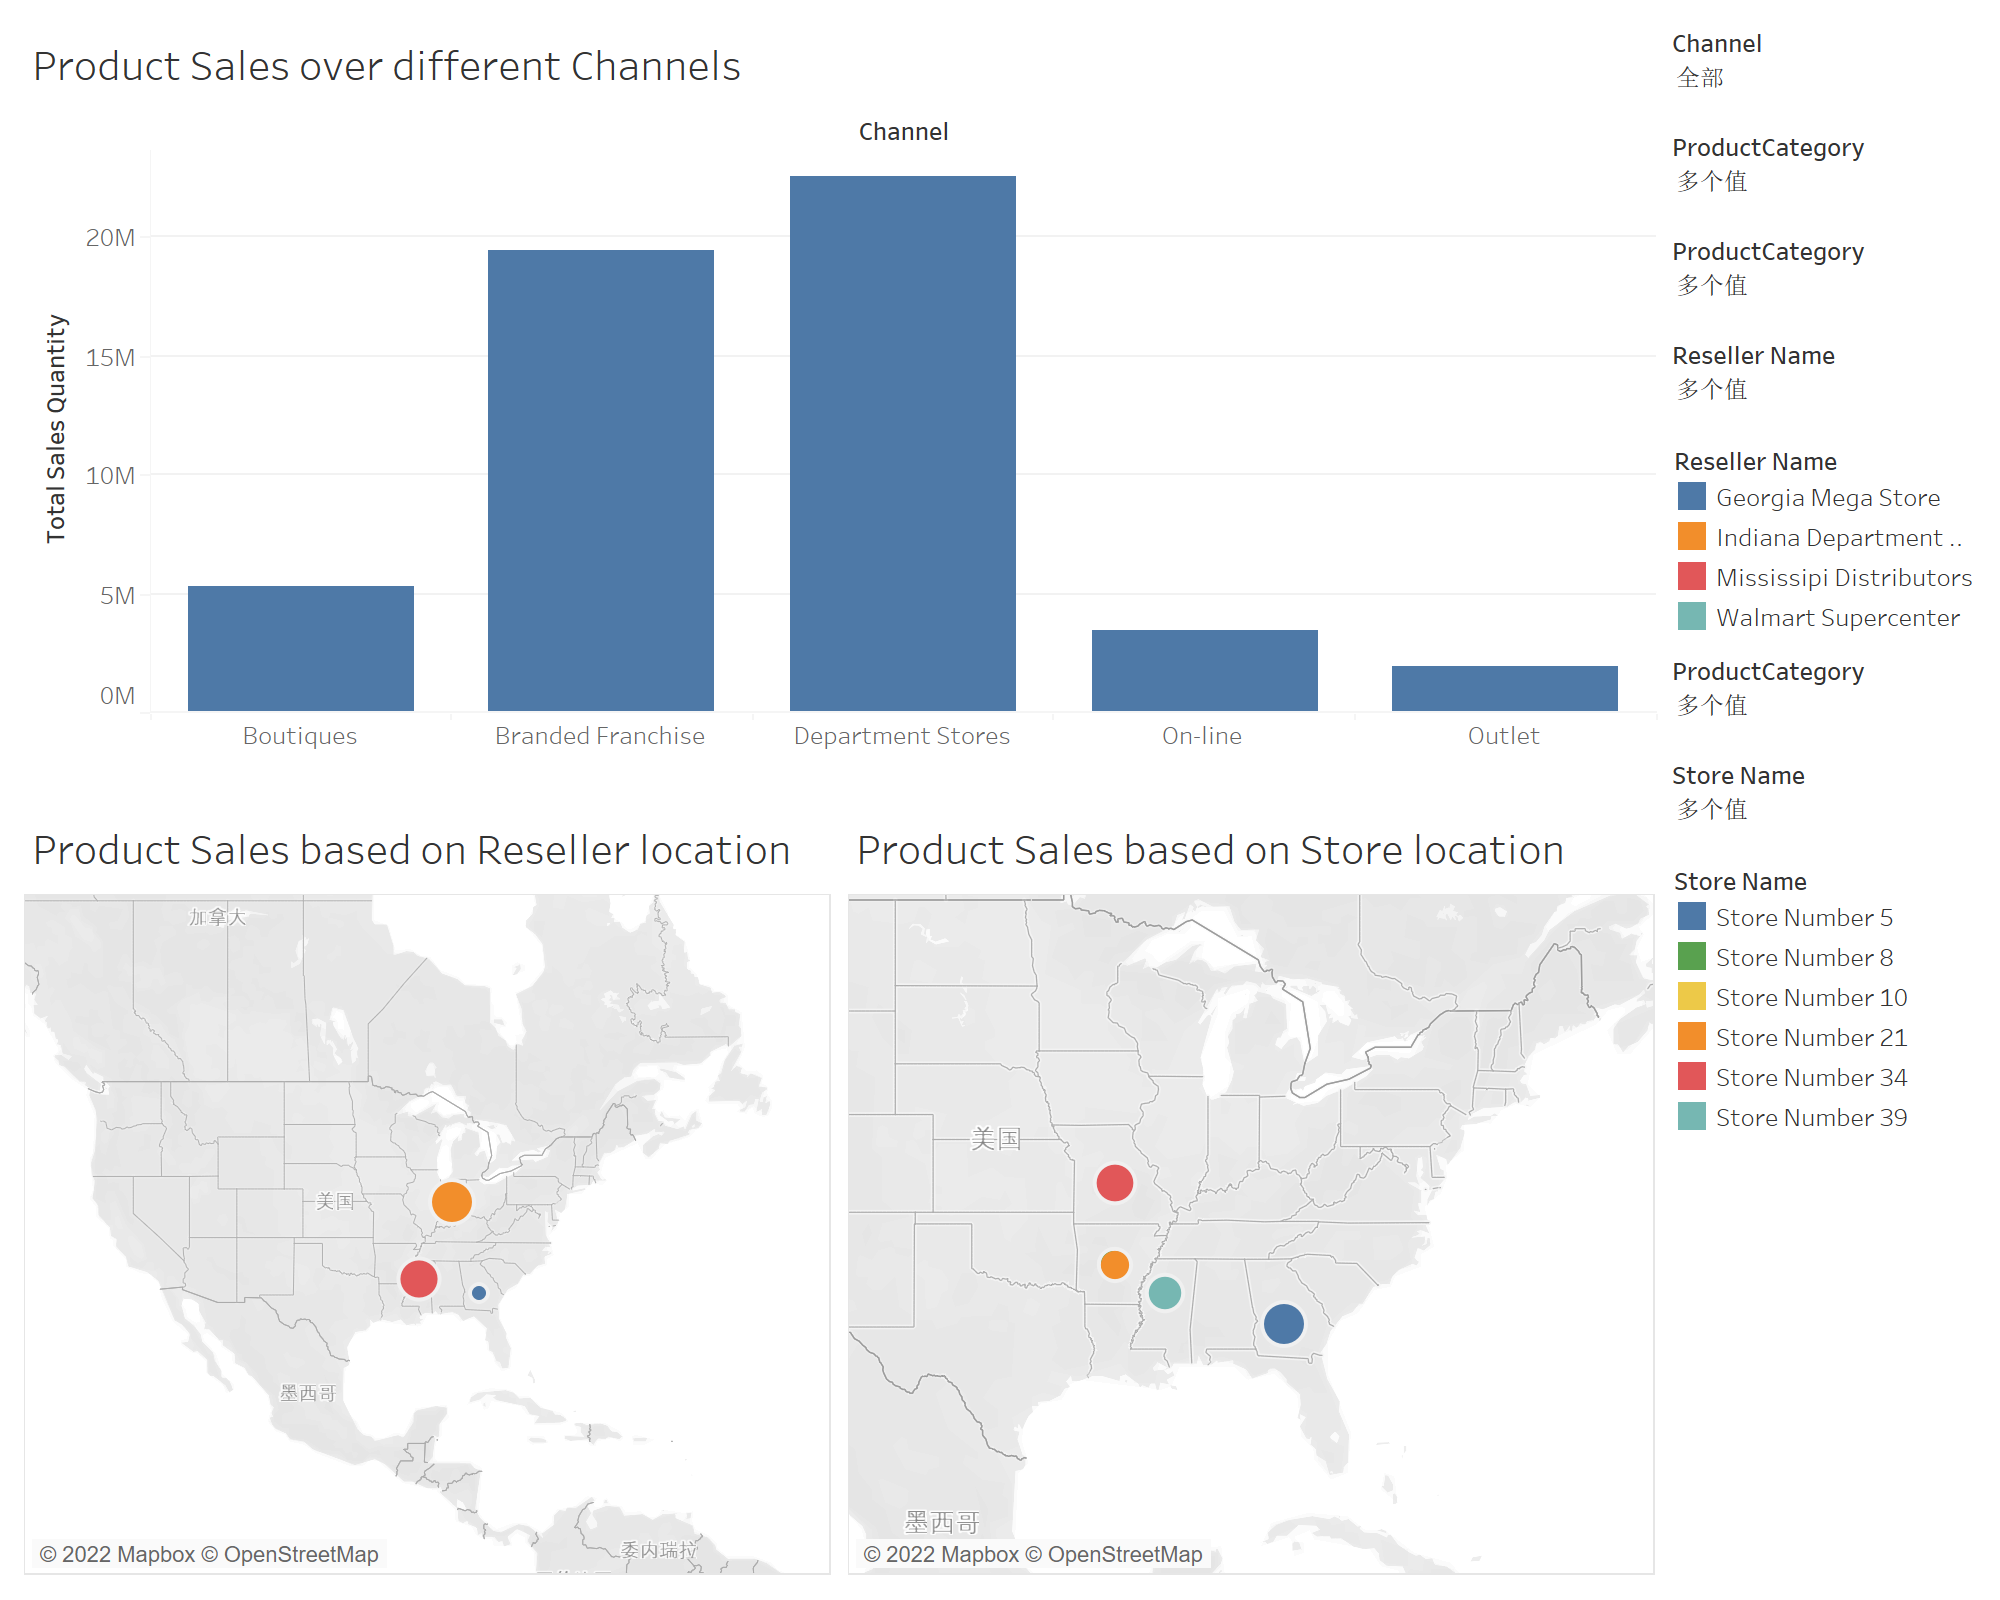 Product Sales over different Channels
Channel
Total Sales Quantity
20M
15M
10M
5M
0M
Boutiques
Branded Franchise
Department Stores
On-line
Outlet
Product Sales based on Reseller location
加拿大
美国
墨西哥
委内瑞拉
© 2022 Mapbox © OpenStreetMap
Product Sales based on Store location
美国
墨西哥
© 2022 Mapbox © OpenStreetMap
Channel
全部
ProductCategory
多个值
ProductCategory
多个值
Reseller Name
多个值
Reseller Name
Georgia Mega Store
Indiana Department ..
Mississipi Distributors
Walmart Supercenter
ProductCategory
多个值
Store Name
多个值
Store Name
Store Number 5
Store Number 8
Store Number 10
Store Number 21
Store Number 34
Store Number 39